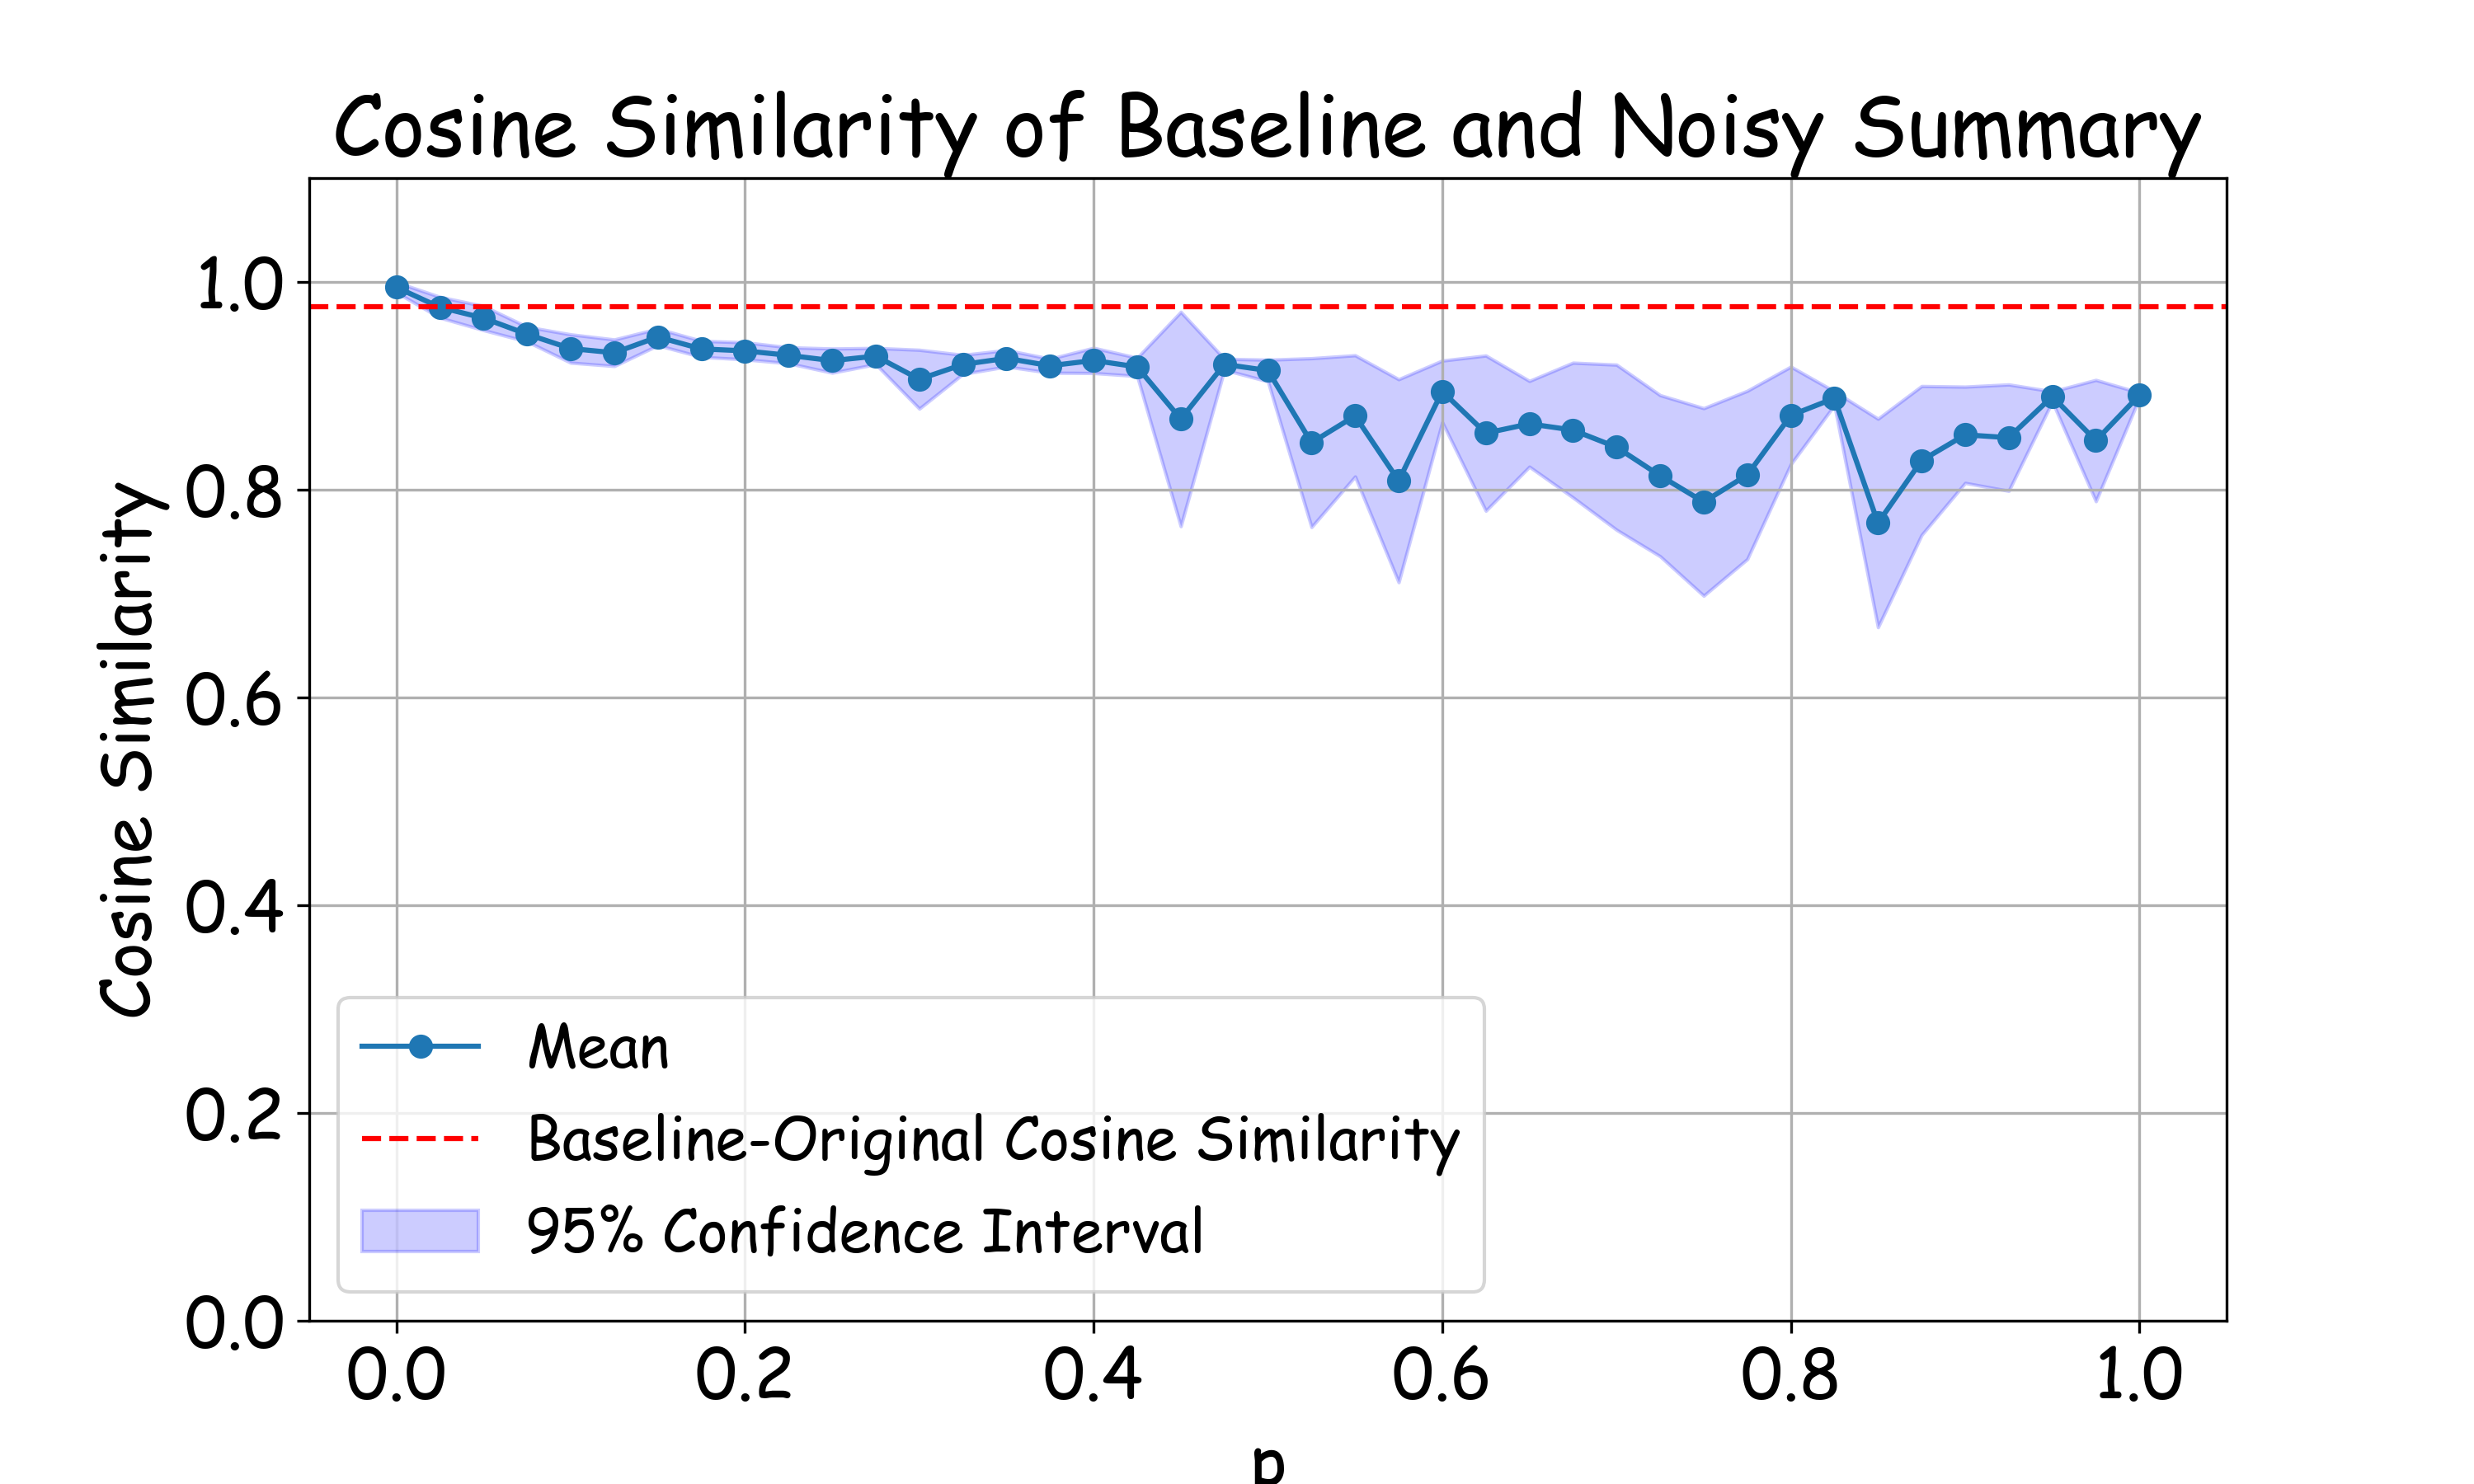 Cosine Similarity of Baseline and Noisy Summary
Cosine Similarity
1.0
0.8
0.6
0.4
0.2
0.0
Mean
Baseline-Original Cosine Similarity
95% Confidence Interval
0.0 0.2 0.4 0.6 0.8 1.0
p